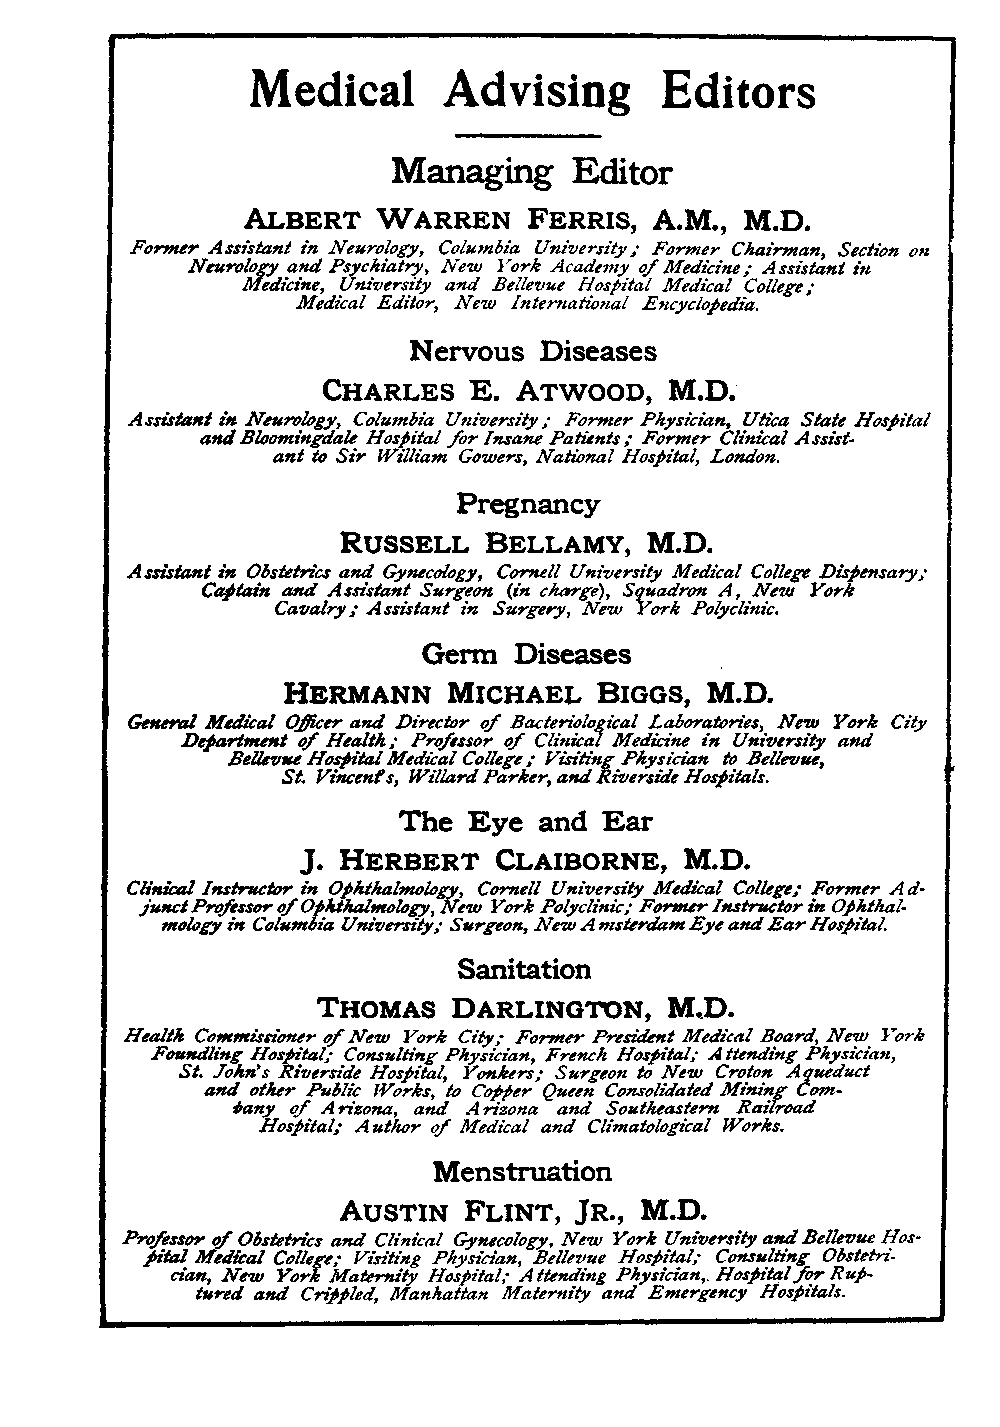 Medical Advising Editors
Managing Editor
ALBERT WARREN FERRIS, A.M., M.D.
Former Assistant in Neurology, Columbia University; Former Chairman, Section on
Neurology and Psychiatry, New York Academy of Medicine; Assistant in
Medicine, University and Bellevue Hospital Medical College;
Medical Editor, New International Encyclopedia.
Nervous Diseases
CHARLES E. ATWOOD, M.D.
Assistant in Neurology, Columbia University; Former Physician, Utica State Hospital
and Bloomingdale Hospital for Insane Patients; Former Clinical Assist-
ant to Sir William Gowers, National Hospital, London.
Pregnancy
RUSSELL BELLAMY, M.D.
Assistant in Obstetrics and Gynecology, Cornell University Medical College Dispensary;
Captain and Assistant Surgeon (in charge), Squadron A, New York
Cavalry; Assistant in Surgery, New York Polyclinic.
Germ Diseases
HERMANN MICHAEL BIGGS, M.D.
General Medical Officer and Director of Bacteriological Laboratories, New York City
Department of Health; Professor of Clinical Medicine in University and
Bellevue Hospital Medical College; Visiting Physician to Bellevue,
St. Vincent's, Willard Parker, and Riverside Hospitals.
The Eye and Ear
J. HERBERT CLAIBORNE, M.D.
Clinical Instructor in Ophthalmology, Cornell University Medical College; Former Ad-
junct Professor of Ophthalmology, New York Polyclinic; Former Instructor in Ophthal-
mology in Columbia University; Surgeon, New Amsterdam Eye and Ear Hospital.
Sanitation
THOMAS DARLINGTON, M.D.
Health Commissioner of New York City; Former President Medical Board, New York
Foundling Hospital; Consulting Physician, French Hospital; Attending Physician,
St. John's Riverside Hospital, Yonkers; Surgeon to New Croton Aqueduct
and other Public Works, to Copper Queen Consolidated Mining Com-
pany of Arizona, and Arizona and Southeastern Railroad
Hospital; Author of Medical and Climatological Works.
Menstruation
AUSTIN FLINT, JR., M.D.
Professor of Obstetrics and Clinical Gynecology, New York University and Bellevue Hos-
pital Medical College; Visiting Physician, Bellevue Hospital; Consulting Obstetri-
cian, New York Maternity Hospital; Attending Physician, Hospital for Rup-
tured and Crippled, Manhattan Maternity and Emergency Hospitals.